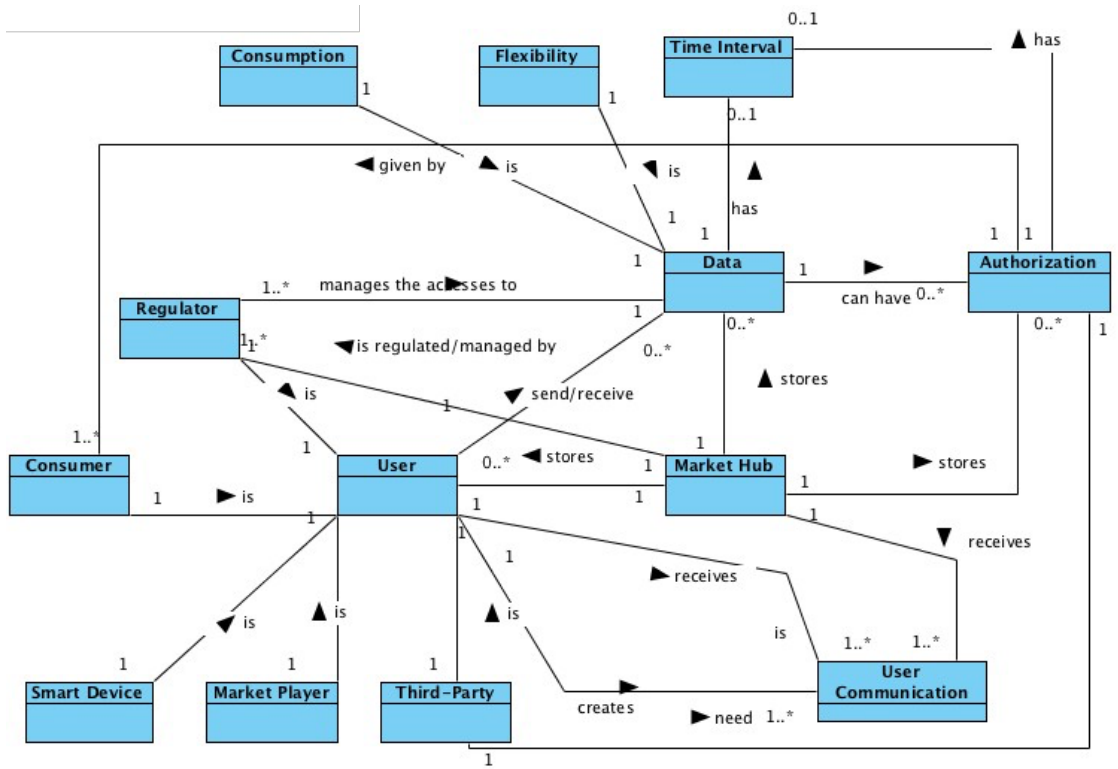 0..1
has
Consumption
Flexibility
Time Interval
1
1
0..1
given by
is
is
has
1
1
1
1
1
Data
Authorization
1
can have
0..*
1..*
manages the accesses to
Regulator
1
0..*
0..*
1
1..*
1
is regulated/managed by
0..*
is
stores
send/receive
1
1..*
1
1
Consumer
User
0..*
stores
1
Market Hub
stores
1
is
1
1
1
1
1
1
1
receives
receives
is
is
is
is
1..*
1..*
1
1
1
Smart Device
Market Player
Third-Party
User
Communication
creates
need
1..*
1